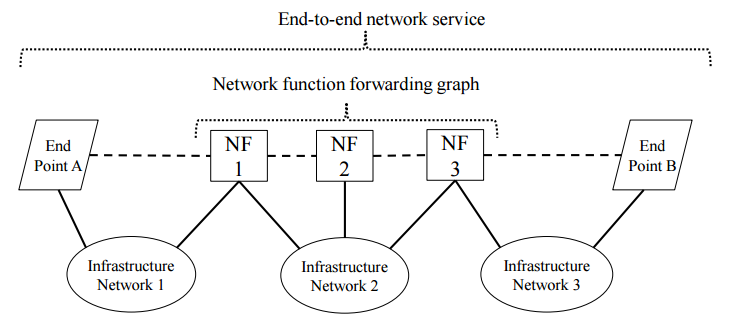 End-to-end network service
Network function forwarding graph
End
Point A
NF
1
NF
2
NF
3
End
Point B
Infrastructure
Network 1
Infrastructure
Network 2
Infrastructure
Network 3